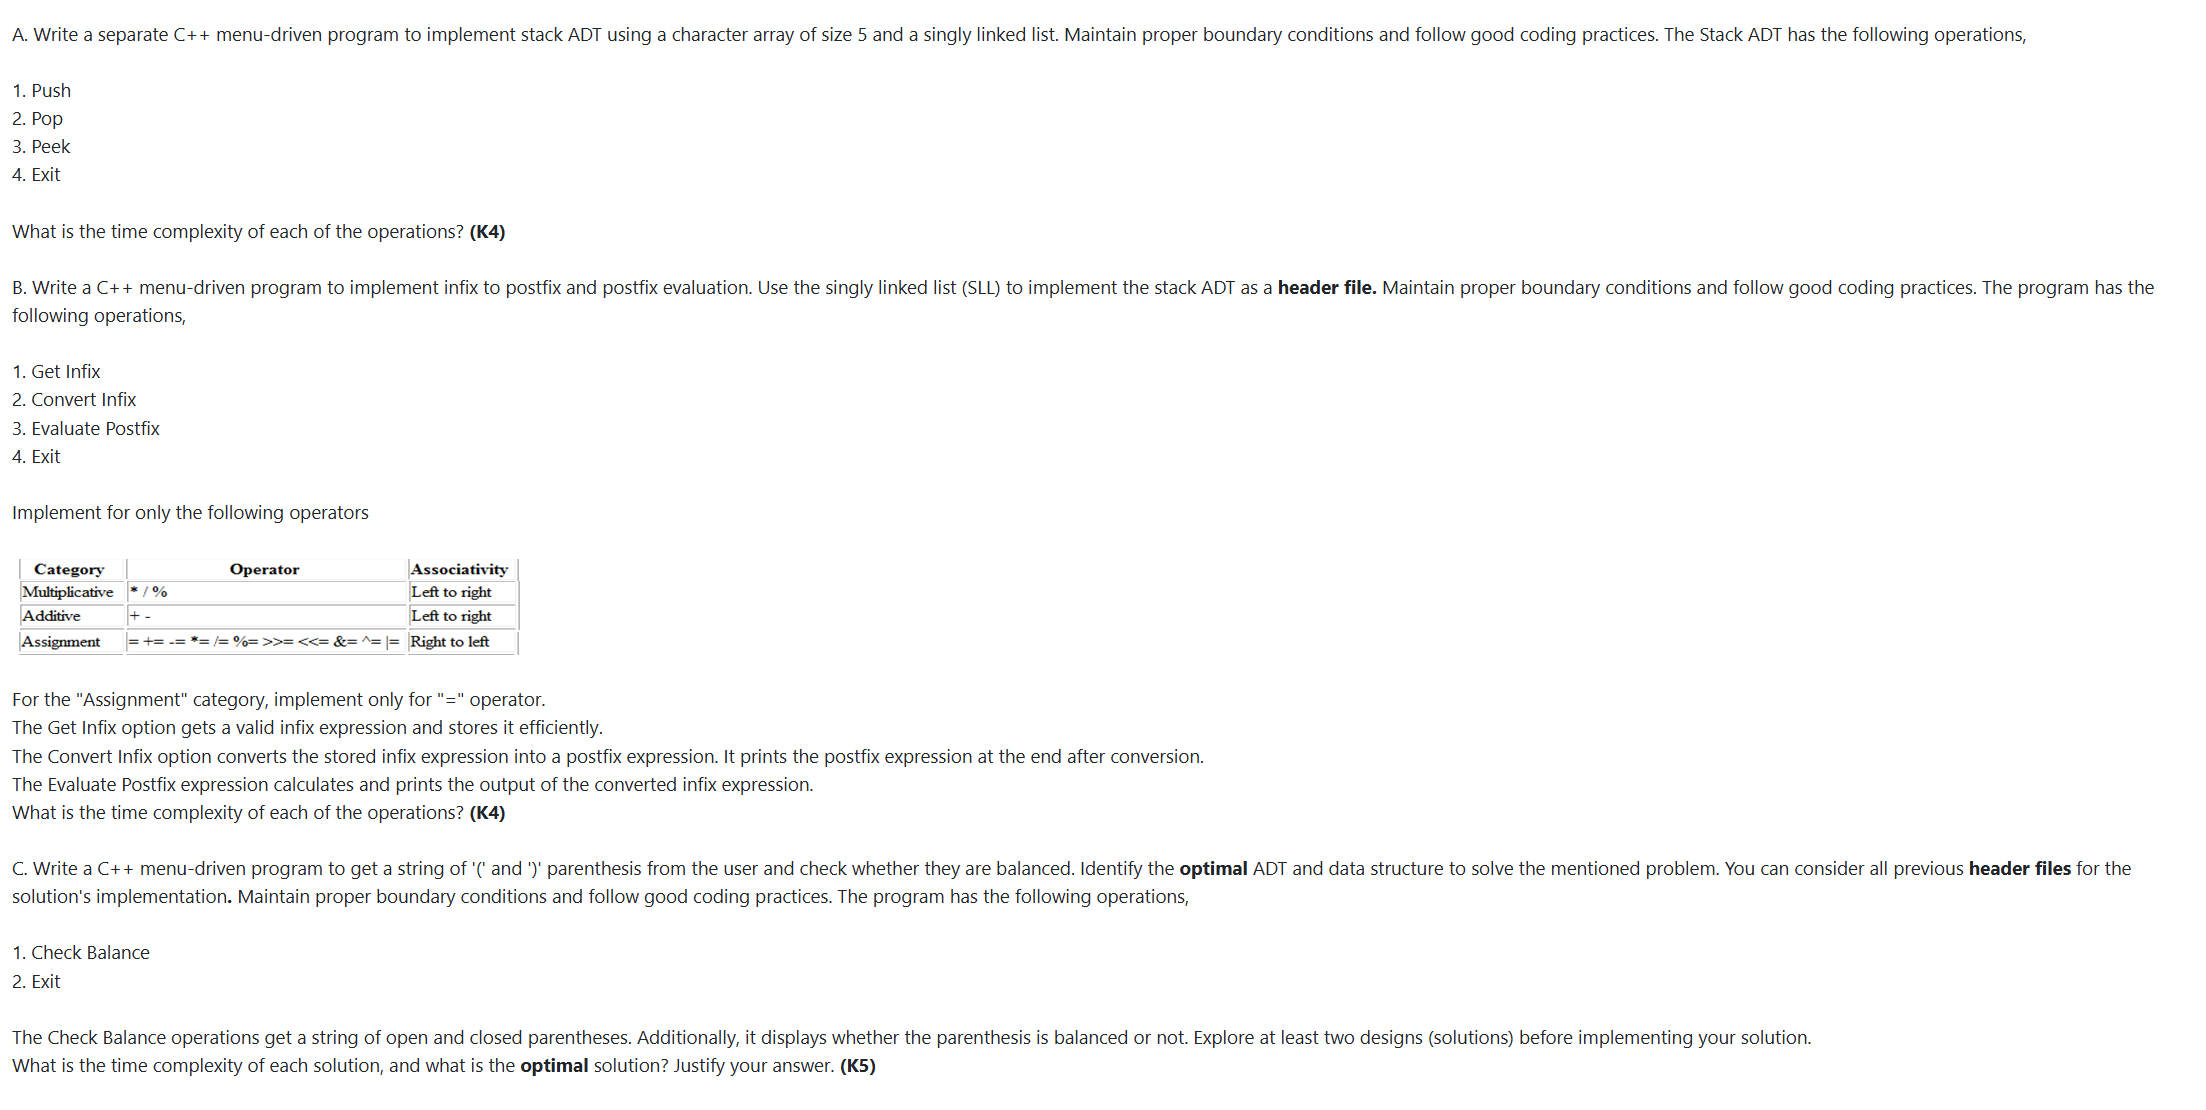 A. Write a separate C++ menu-driven program to implement stack ADT using a character array of size 5 and a singly linked list. Maintain proper boundary conditions and follow good coding practices. The Stack ADT has the following operations,
1. Push
2. Pop
3. Peek
4. Exit
What is the time complexity of each of the operations? (K4)
B. Write a C++ menu-driven program to implement infix to postfix and postfix evaluation. Use the singly linked list (SLL) to implement the stack ADT as a header file. Maintain proper boundary conditions and follow good coding practices. The program has the
following operations,
1. Get Infix
2. Convert Infix
3. Evaluate Postfix
4. Exit
Implement for only the following operators
Category Operator Associativity
Multiplicative * / % Left to right
Additive + - Left to right
Assignment = += -= *= /= %= >>= <<= &= ^= |= Right to left
For the "Assignment" category, implement only for "=" operator.
The Get Infix option gets a valid infix expression and stores it efficiently.
The Convert Infix option converts the stored infix expression into a postfix expression. It prints the postfix expression at the end after conversion.
The Evaluate Postfix expression calculates and prints the output of the converted infix expression.
What is the time complexity of each of the operations? (K4)
C. Write a C++ menu-driven program to get a string of '(' and ')' parenthesis from the user and check whether they are balanced. Identify the optimal ADT and data structure to solve the mentioned problem. You can consider all previous header files for the
solution's implementation. Maintain proper boundary conditions and follow good coding practices. The program has the following operations,
1. Check Balance
2. Exit
The Check Balance operations get a string of open and closed parentheses. Additionally, it displays whether the parenthesis is balanced or not. Explore at least two designs (solutions) before implementing your solution.
What is the time complexity of each solution, and what is the optimal solution? Justify your answer. (K5)